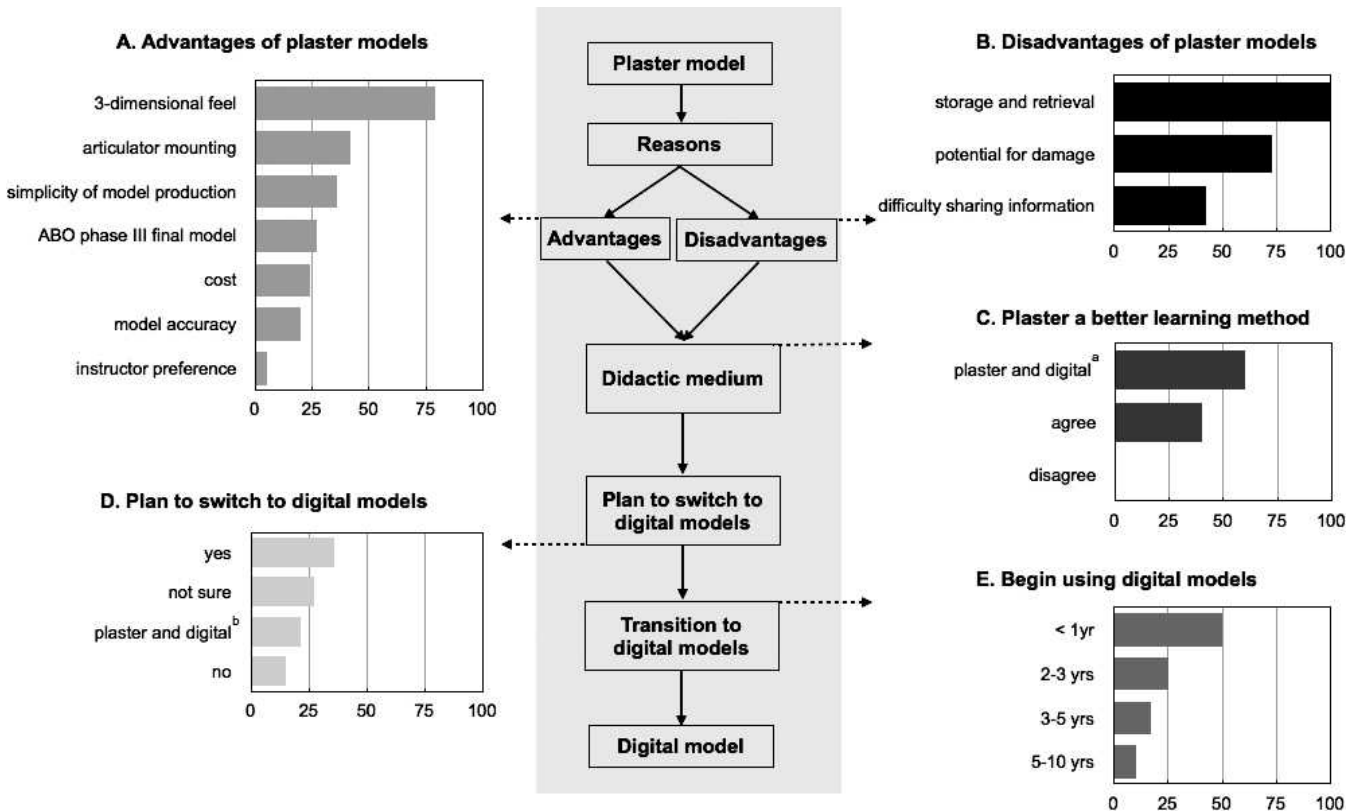 A. Advantages of plaster models
3-dimensional feel
articulator mounting
simplicity of model production
ABO phase III final model
cost
model accuracy
instructor preference
0 25 50 75 100
D. Plan to switch to digital models
yes
not sure
plaster and digital b
no
0 25 50 75 100
Plaster model
Reasons
Advantages
Disadvantages
Didactic medium
Plan to switch to
digital models
Transition to
digital models
Digital model
B. Disadvantages of plaster models
storage and retrieval
potential for damage
difficulty sharing information
0 25 50 75 100
C. Plaster a better learning method
plaster and digital a
agree
disagree
0 25 50 75 100
E. Begin using digital models
< 1yr
2-3 yrs
3-5 yrs
5-10 yrs
0 25 50 75 100